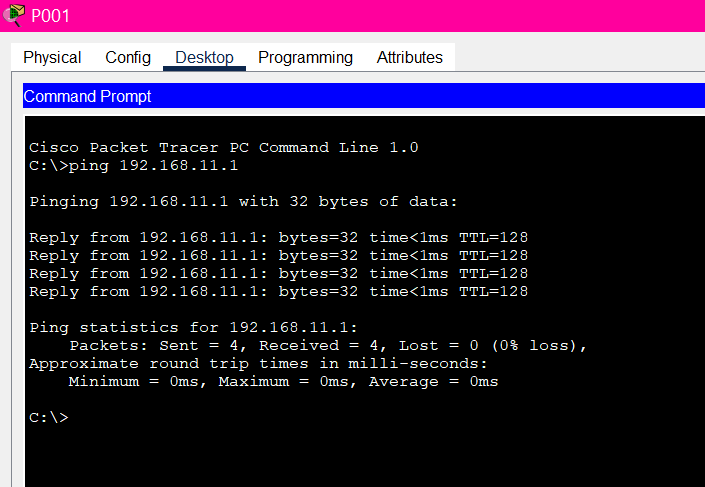 P001
Physical Config Desktop Programming Attributes
Command Prompt
Cisco Packet Tracer PC Command Line 1.0
C:\>ping 192.168.11.1
Pinging 192.168.11.1 with 32 bytes of data:
Reply from 192.168.11.1: bytes=32 time<1ms TTL=128
Reply from 192.168.11.1: bytes=32 time<1ms TTL=128
Reply from 192.168.11.1: bytes=32 time<1ms TTL=128
Reply from 192.168.11.1: bytes=32 time<1ms TTL=128
Ping statistics for 192.168.11.1:
Packets: Sent = 4, Received = 4, Lost = 0 (0% loss),
Approximate round trip times in milli-seconds:
Minimum = 0ms, Maximum = 0ms, Average = 0ms
C:\>